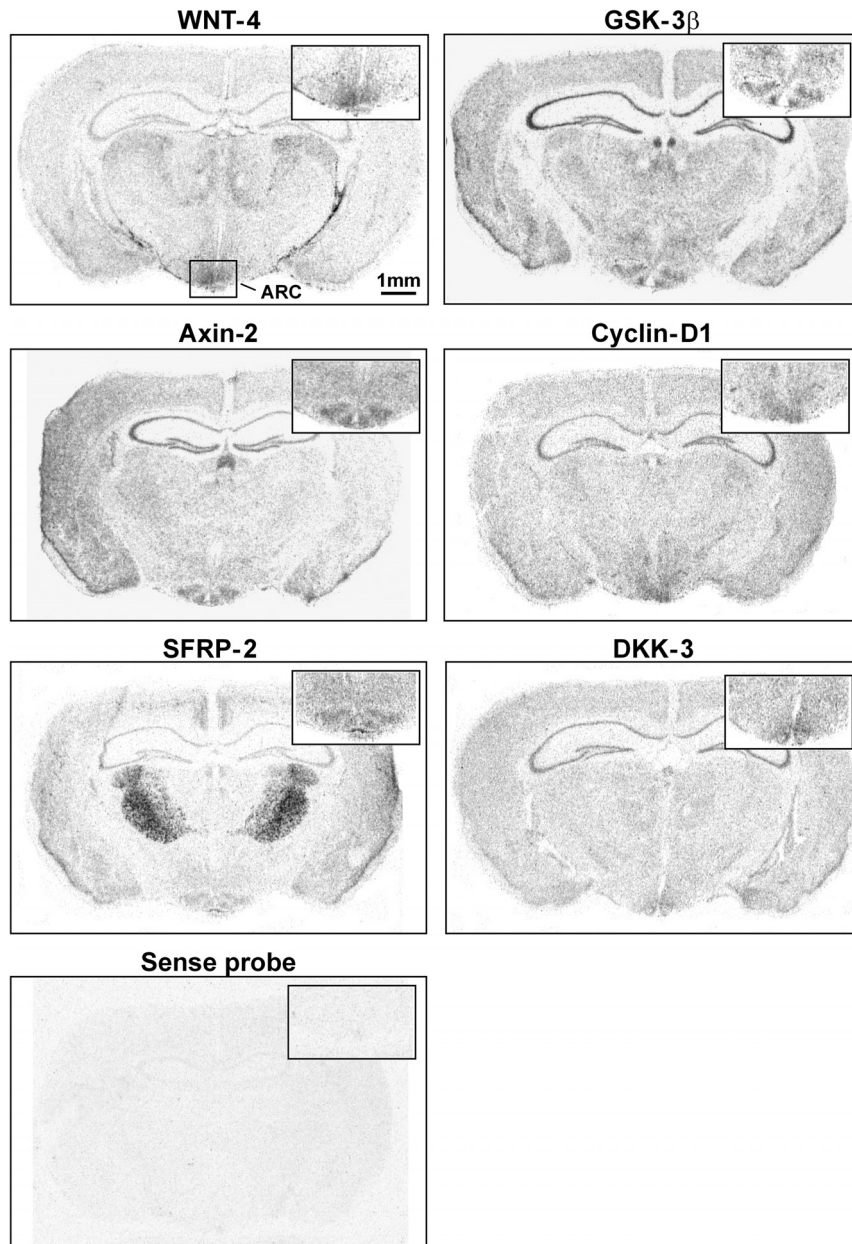 WNT-4
GSK-3β
ARC
1mm
Axin-2
Cyclin-D1
SFRP-2
DKK-3
Sense probe